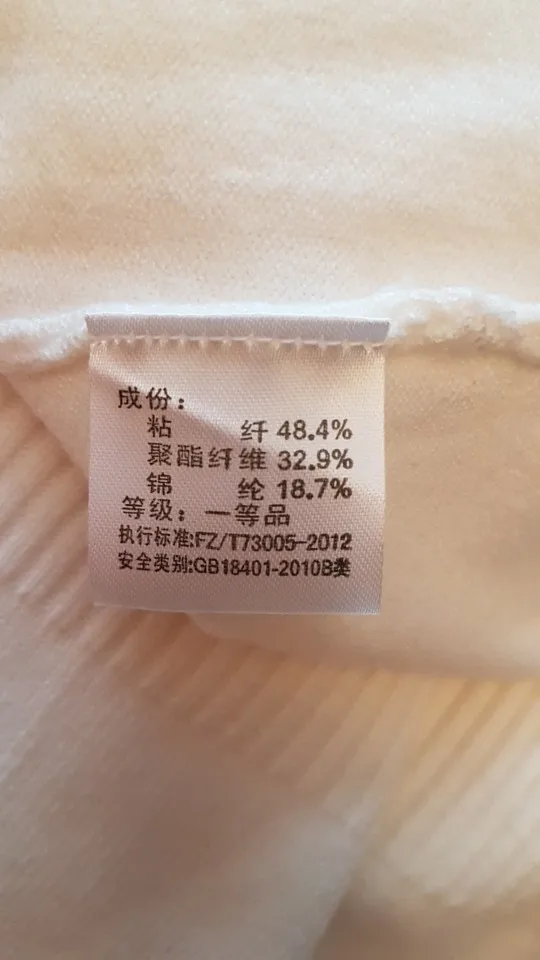 成份：
粘 纤 48.4%
聚酯纤维 32.9%
锦 纶 18.7%
等级：一等品
执行标准:FZ/T73005-2012
安全类别:GB18401-2010B类